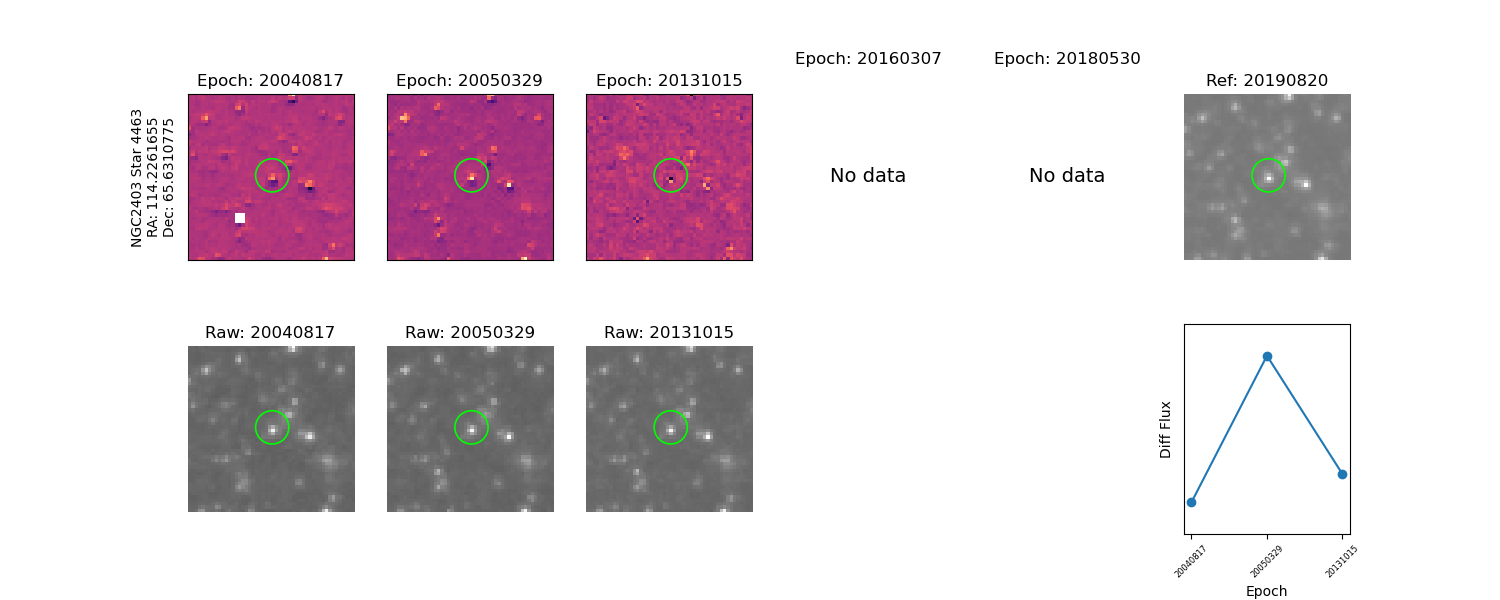 NGC2403 Star 4463
RA: 114.2261655
Dec: 65.6310775
Epoch: 20040817
Epoch: 20050329
Epoch: 20131015
Epoch: 20160307
Epoch: 20180530
Ref: 20190820
No data
No data
Raw: 20040817
Raw: 20050329
Raw: 20131015
Diff Flux
20040817
20050329
20131015
Epoch